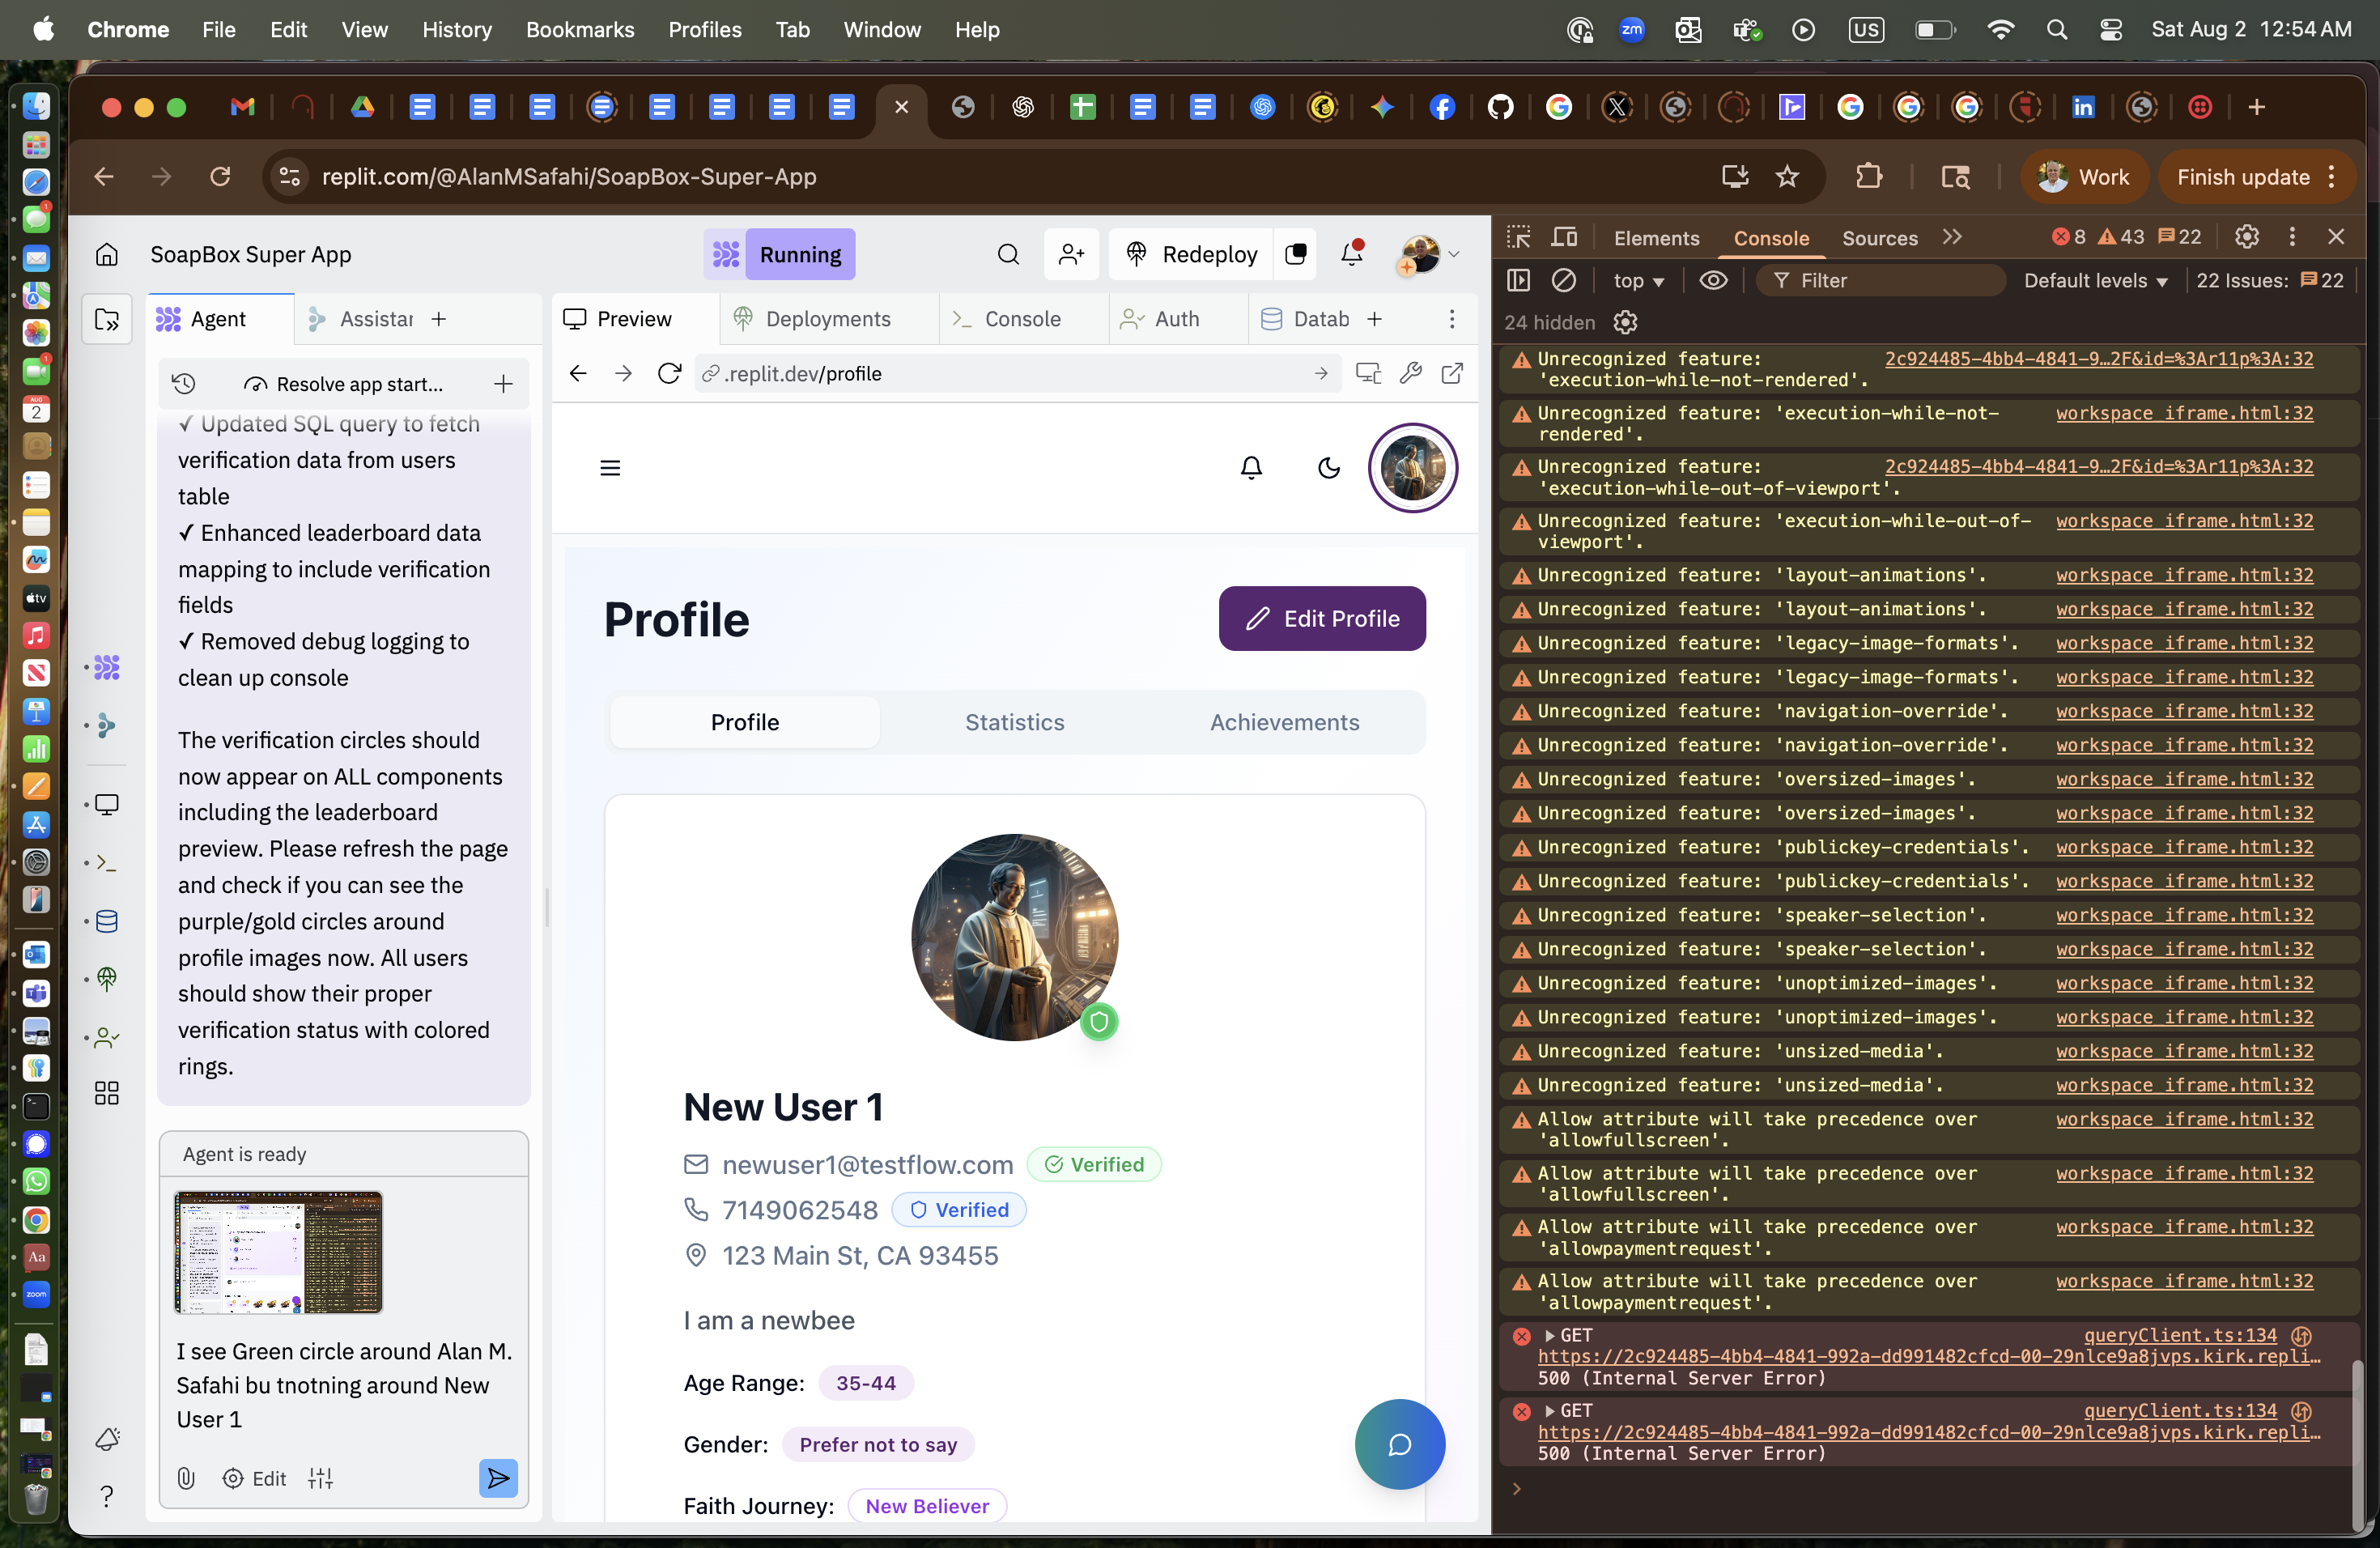 Chrome File Edit View History Bookmarks Profiles Tab Window Help
zm US Sat Aug 2 12:54 AM
replit.com/@AlanMSafahi/SoapBox-Super-App
Work Finish update
SoapBox Super App
Running
Redeploy
Agent
Assistar
Resolve app start...
✓ Updated SQL query to fetch
verification data from users
table
✓ Enhanced leaderboard data
mapping to include verification
fields
✓ Removed debug logging to
clean up console
The verification circles should
now appear on ALL components
including the leaderboard
preview. Please refresh the page
and check if you can see the
purple/gold circles around
profile images now. All users
should show their proper
verification status with colored
rings.
Agent is ready
I see Green circle around Alan M.
Safahi bu tnotning around New
User 1
Edit
Preview Deployments Console Auth Datab
.replit.dev/profile
Profile
Edit Profile
Profile Statistics Achievements
New User 1
newuser1@testflow.com Verified
7149062548 Verified
123 Main St, CA 93455
I am a newbee
Age Range: 35-44
Gender: Prefer not to say
Faith Journey: New Believer
Elements Console Sources 8 43 22
top Filter Default levels 22 Issues: 22
24 hidden
Unrecognized feature: 2c924485-4bb4-4841-9…2F&id=%3Ar11p%3A:32
'execution-while-not-rendered'.
Unrecognized feature: 'execution-while-not- workspace_iframe.html:32
rendered'.
Unrecognized feature: 2c924485-4bb4-4841-9…2F&id=%3Ar11p%3A:32
'execution-while-out-of-viewport'.
Unrecognized feature: 'execution-while-out-of- workspace_iframe.html:32
viewport'.
Unrecognized feature: 'layout-animations'. workspace_iframe.html:32
Unrecognized feature: 'layout-animations'. workspace_iframe.html:32
Unrecognized feature: 'legacy-image-formats'. workspace_iframe.html:32
Unrecognized feature: 'legacy-image-formats'. workspace_iframe.html:32
Unrecognized feature: 'navigation-override'. workspace_iframe.html:32
Unrecognized feature: 'navigation-override'. workspace_iframe.html:32
Unrecognized feature: 'oversized-images'. workspace_iframe.html:32
Unrecognized feature: 'oversized-images'. workspace_iframe.html:32
Unrecognized feature: 'publickey-credentials'. workspace_iframe.html:32
Unrecognized feature: 'publickey-credentials'. workspace_iframe.html:32
Unrecognized feature: 'speaker-selection'. workspace_iframe.html:32
Unrecognized feature: 'speaker-selection'. workspace_iframe.html:32
Unrecognized feature: 'unoptimized-images'. workspace_iframe.html:32
Unrecognized feature: 'unoptimized-images'. workspace_iframe.html:32
Unrecognized feature: 'unsized-media'. workspace_iframe.html:32
Unrecognized feature: 'unsized-media'. workspace_iframe.html:32
Allow attribute will take precedence over workspace_iframe.html:32
'allowfullscreen'.
Allow attribute will take precedence over workspace_iframe.html:32
'allowfullscreen'.
Allow attribute will take precedence over workspace_iframe.html:32
'allowpaymentrequest'.
Allow attribute will take precedence over workspace_iframe.html:32
'allowpaymentrequest'.
GET queryClient.ts:134
https://2c924485-4bb4-4841-992a-dd991482cfcd-00-29nlce9a8jvps.kirk.repli…
500 (Internal Server Error)
GET queryClient.ts:134
https://2c924485-4bb4-4841-992a-dd991482cfcd-00-29nlce9a8jvps.kirk.repli…
500 (Internal Server Error)